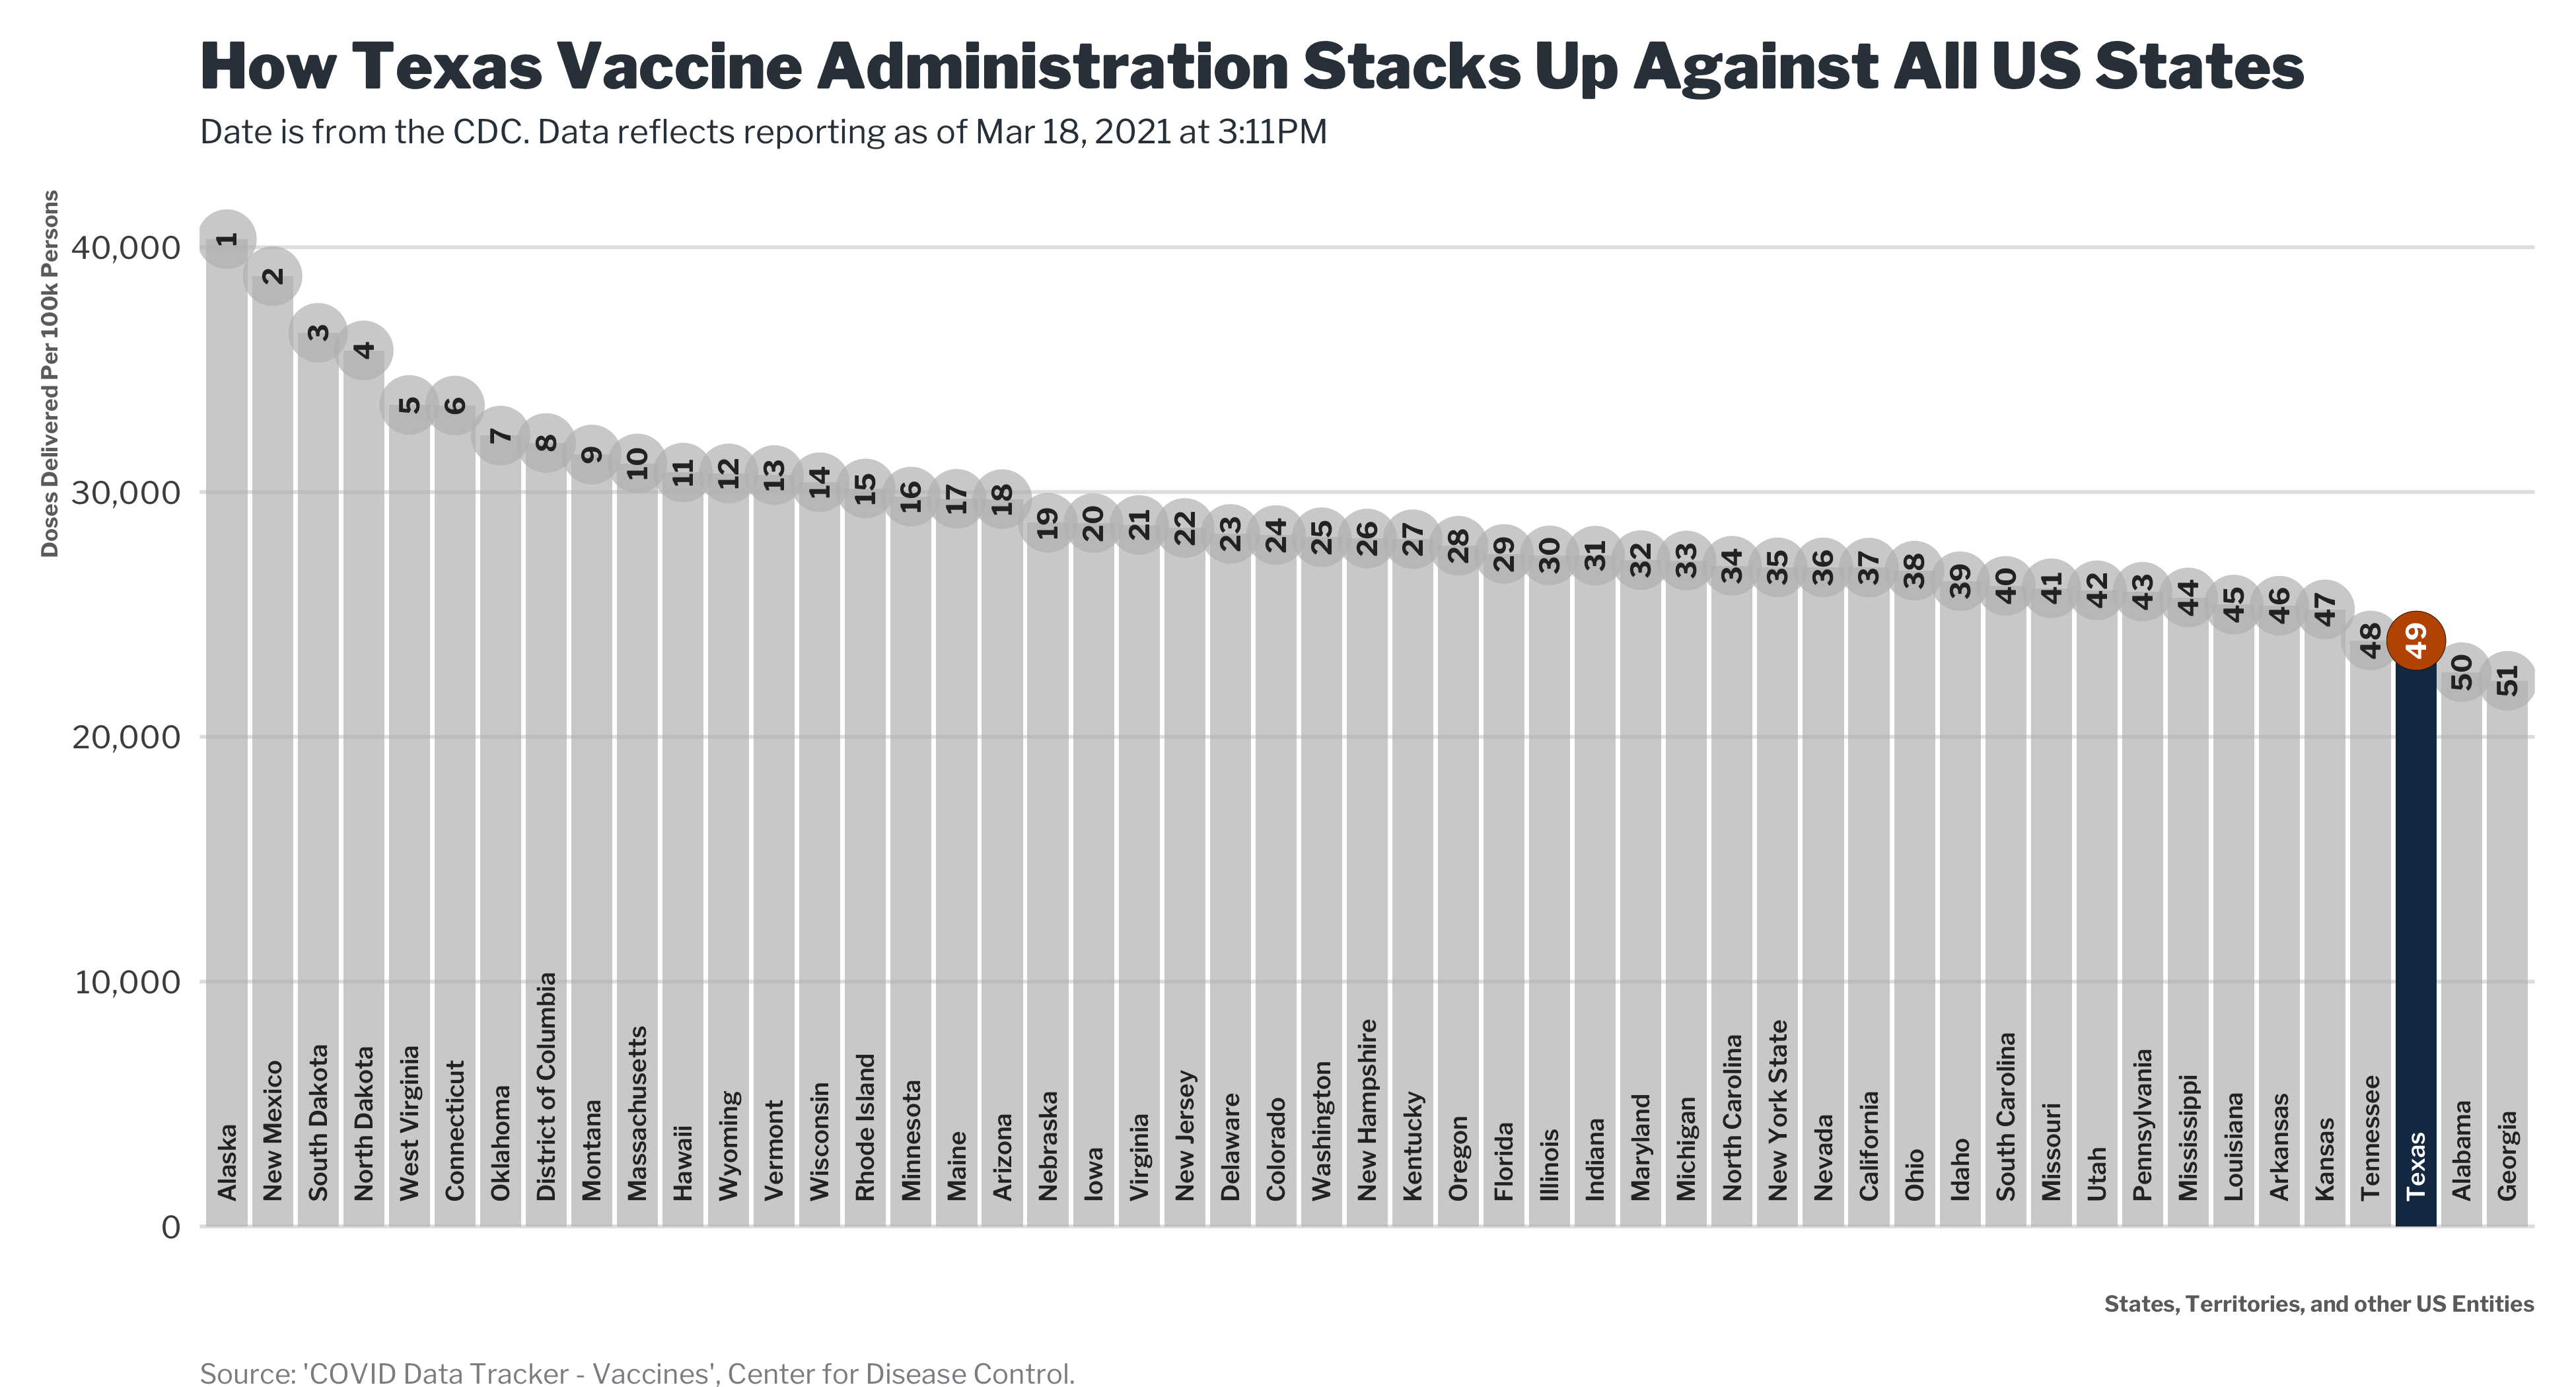 How Texas Vaccine Administration Stacks Up Against All US States
Date is from the CDC. Data reflects reporting as of Mar 18, 2021 at 3:11PM
Doses Delivered Per 100k Persons
40,000
30,000
20,000
10,000
0
1
2
3
4
5
6
7
8
9
10
11
12
13
14
15
16
17
18
19
20
21
22
23
24
25
26
27
28
29
30
31
32
33
34
35
36
37
38
39
40
41
42
43
44
45
46
47
48
49
50
51
Alaska
New Mexico
South Dakota
North Dakota
West Virginia
Connecticut
Oklahoma
District of Columbia
Montana
Massachusetts
Hawaii
Wyoming
Vermont
Wisconsin
Rhode Island
Minnesota
Maine
Arizona
Nebraska
Iowa
Virginia
New Jersey
Delaware
Colorado
Washington
New Hampshire
Kentucky
Oregon
Florida
Illinois
Indiana
Maryland
Michigan
North Carolina
New York State
Nevada
California
Ohio
Idaho
South Carolina
Missouri
Utah
Pennsylvania
Mississippi
Louisiana
Arkansas
Kansas
Tennessee
Texas
Alabama
Georgia
States, Territories, and other US Entities
Source: 'COVID Data Tracker - Vaccines', Center for Disease Control.